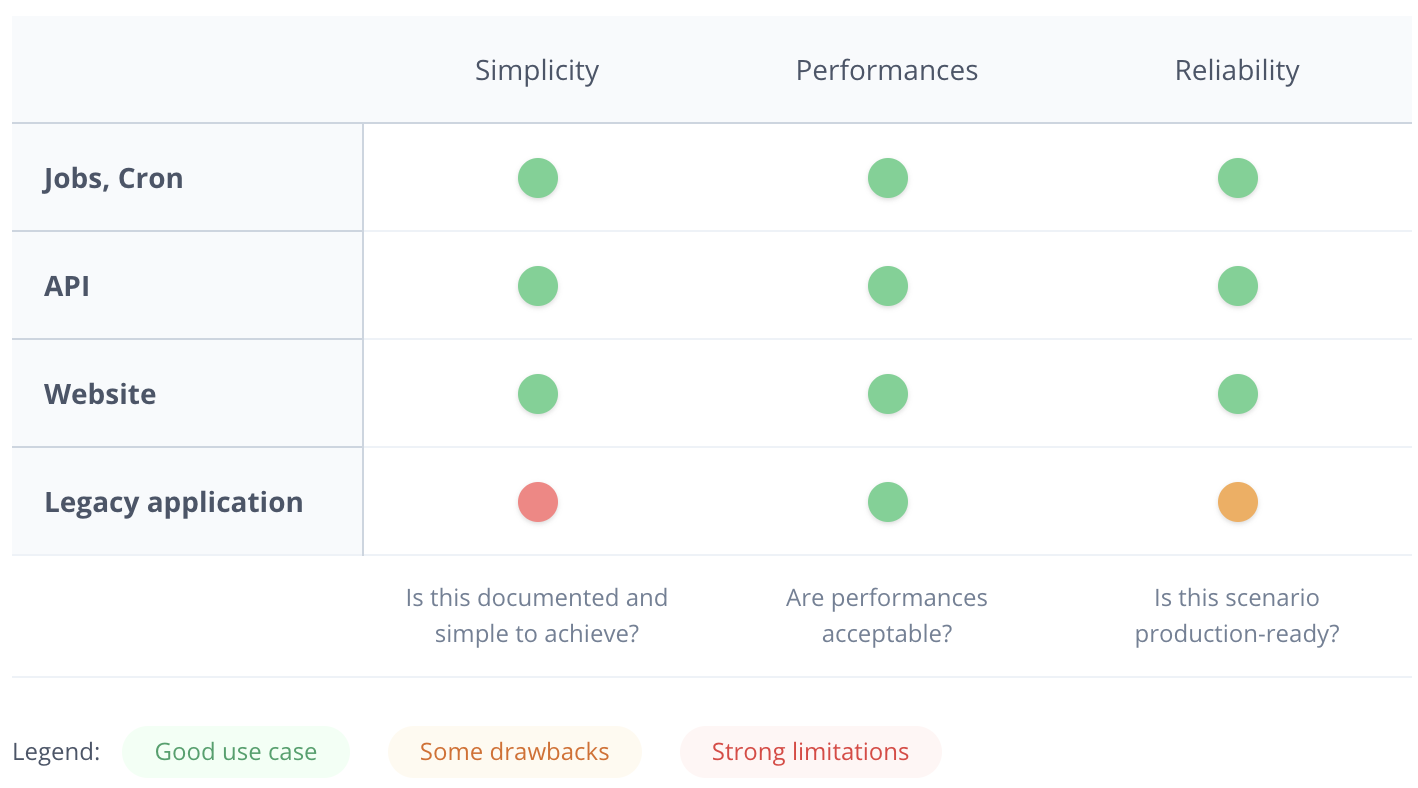 Simplicity Performances Reliability
Jobs, Cron
API
Website
Legacy application
Is this documented and
simple to achieve?
Are performances
acceptable?
Is this scenario
production-ready?
Legend: Good use case Some drawbacks Strong limitations